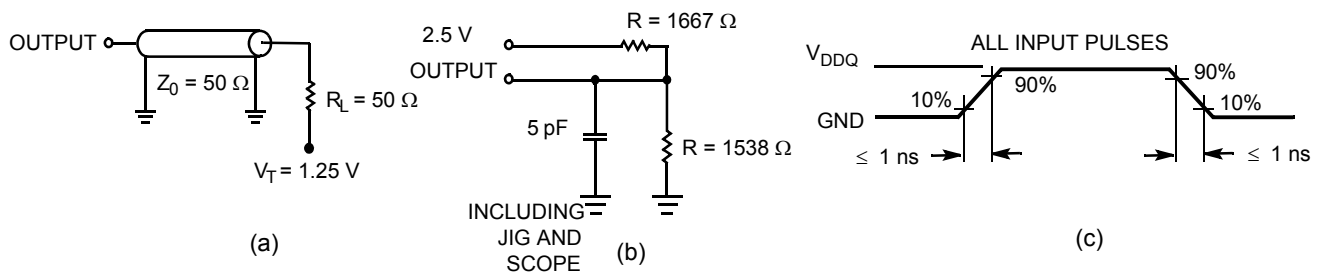 OUTPUT
Z0 = 50 Ω
RL = 50 Ω
VT = 1.25 V
(a)
R = 1667 Ω
2.5 V
OUTPUT
5 pF
R = 1538 Ω
INCLUDING
JIG AND
SCOPE
(b)
ALL INPUT PULSES
VDDQ
GND
10%
90%
90%
10%
≤ 1 ns
≤ 1 ns
(c)